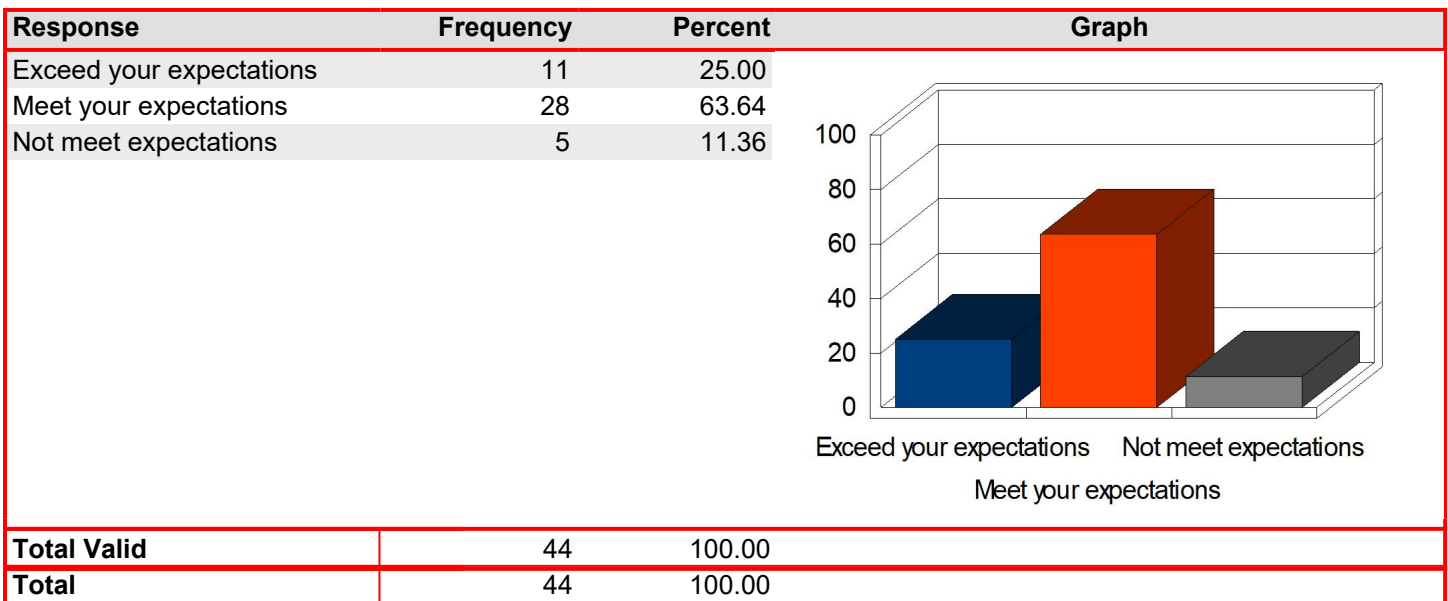 Response Frequency Percent Graph
Exceed your expectations 11 25.00
Meet your expectations 28 63.64
Not meet expectations 5 11.36
100
80
60
40
20
0
Exceed your expectations Not meet expectations
Meet your expectations
Total Valid 44 100.00
Total 44 100.00